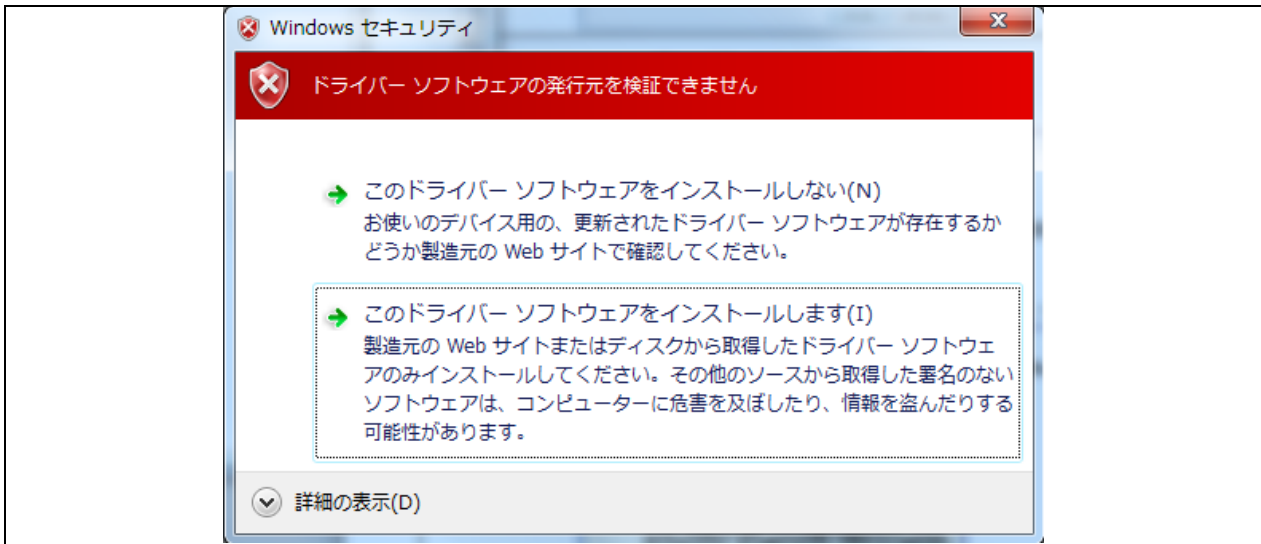 Windows セキュリティ
ドライバー ソフトウェアの発行元を検証できません
このドライバー ソフトウェアをインストールしない(N)
お使いのデバイス用の、更新されたドライバー ソフトウェアが存在するか
どうか製造元の Web サイトで確認してください。
このドライバー ソフトウェアをインストールします(I)
製造元の Web サイトまたはディスクから取得したドライバー ソフトウェ
アのみインストールしてください。その他のソースから取得した署名のない
ソフトウェアは、コンピューターに危害を及ぼしたり、情報を盗んだりする
可能性があります。
詳細の表示(D)